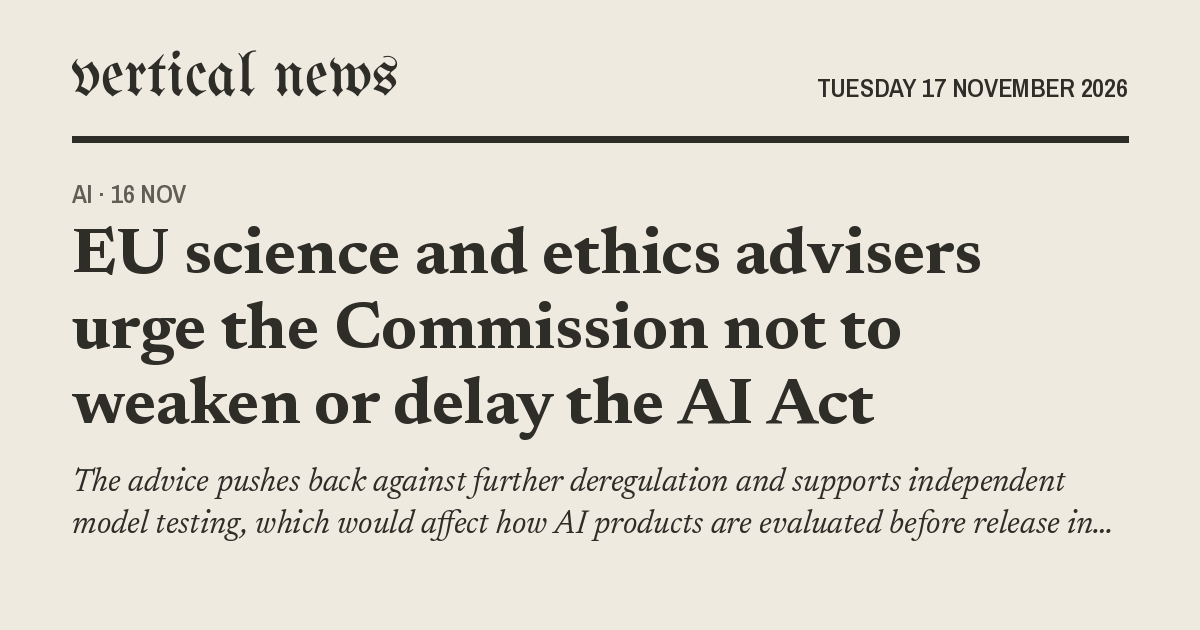 vertical news
TUESDAY 17 NOVEMBER 2026
AI · 16 NOV
EU science and ethics advisers
urge the Commission not to
weaken or delay the AI Act
The advice pushes back against further deregulation and supports independent
model testing, which would affect how AI products are evaluated before release in...